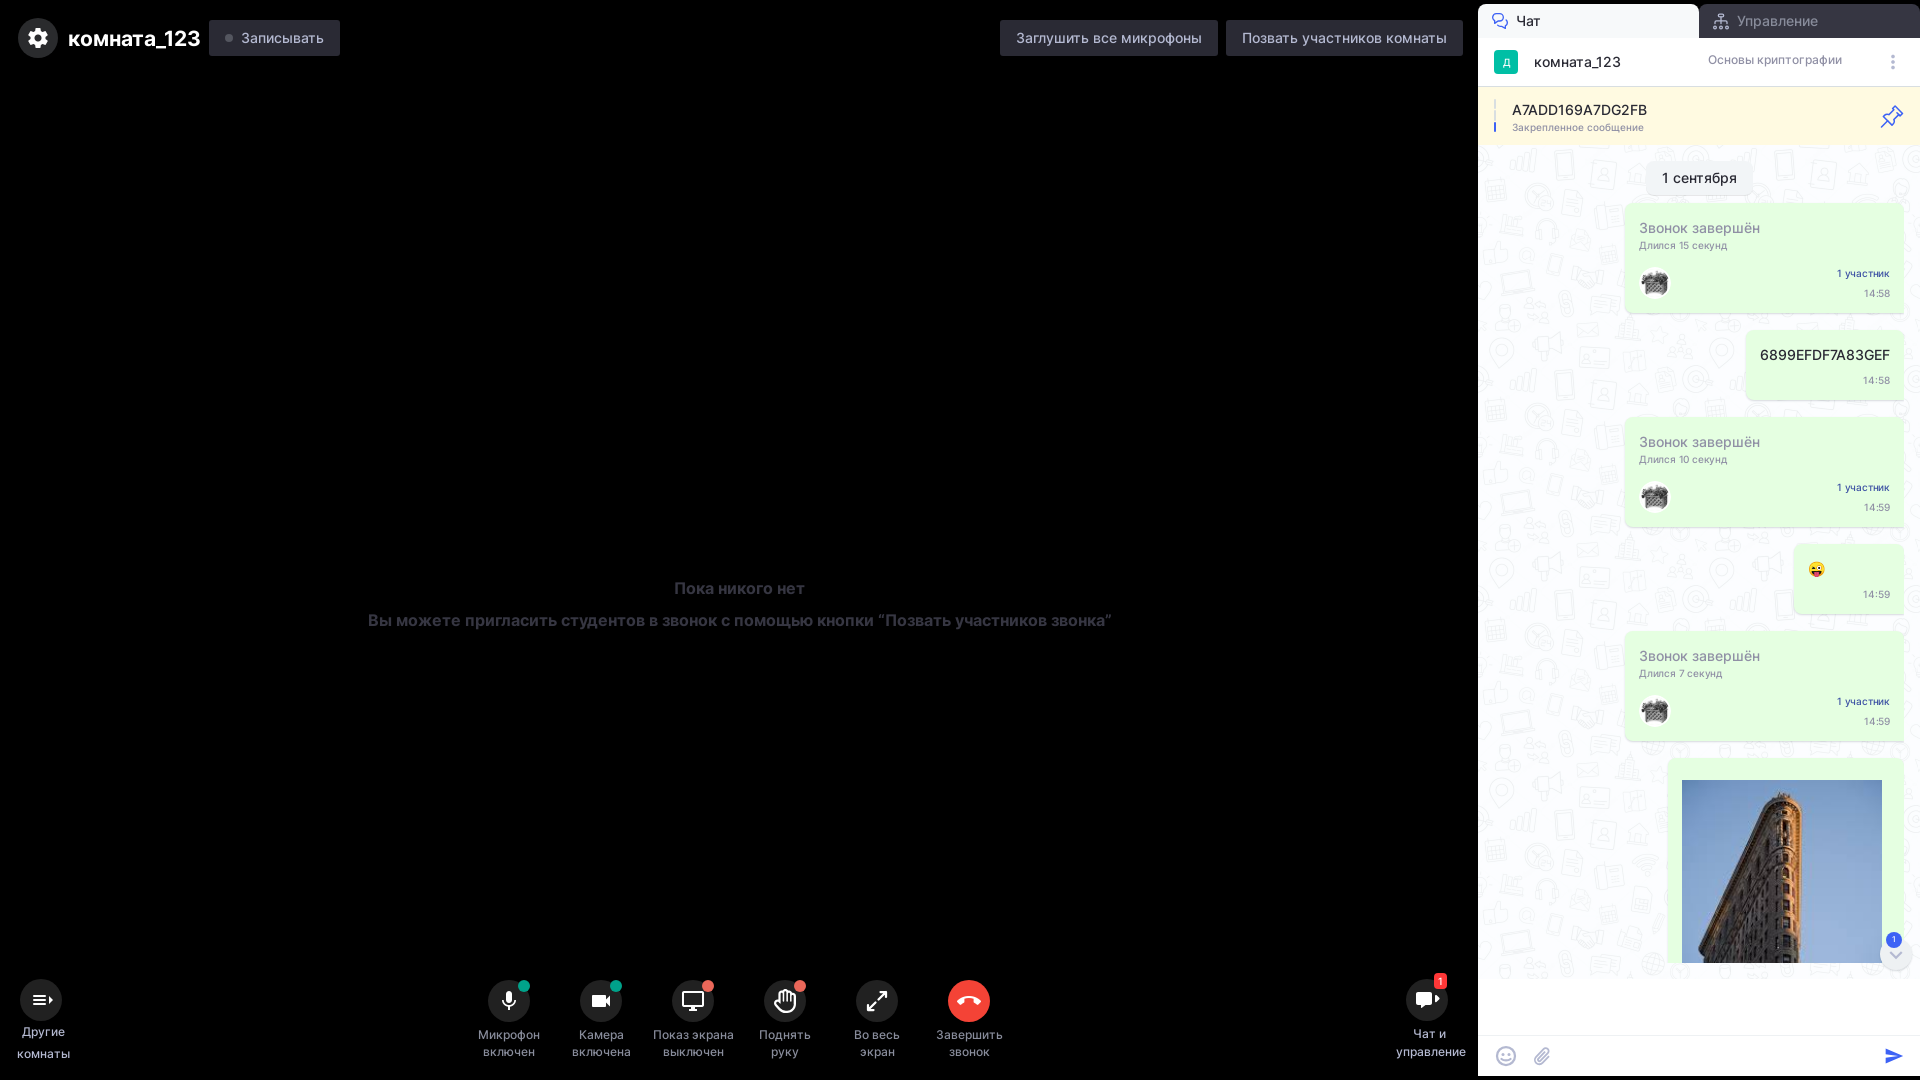 комната_123
Записывать
Заглушить все микрофоны
Позвать участников комнаты
Чат
Управление
Д
комната_123
Основы криптографии
A7ADD169A7DG2FB
Закрепленное сообщение
1 сентября
Звонок завершён
Длился 15 секунд
1 участник
14:58
6899EFDF7A83GEF
14:58
Звонок завершён
Длился 10 секунд
1 участник
14:59
14:59
Звонок завершён
Длился 7 секунд
1 участник
14:59
1
Пока никого нет
Вы можете пригласить студентов в звонок с помощью кнопки “Позвать участников звонка”
Другие
комнаты
Микрофон
включен
Камера
включена
Показ экрана
выключен
Поднять
руку
Во весь
экран
Завершить
звонок
1
Чат и
управление